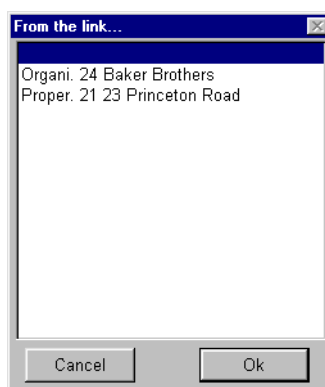 From the link...
Organi. 24 Baker Brothers
Proper. 21 23 Princeton Road
Cancel
Ok